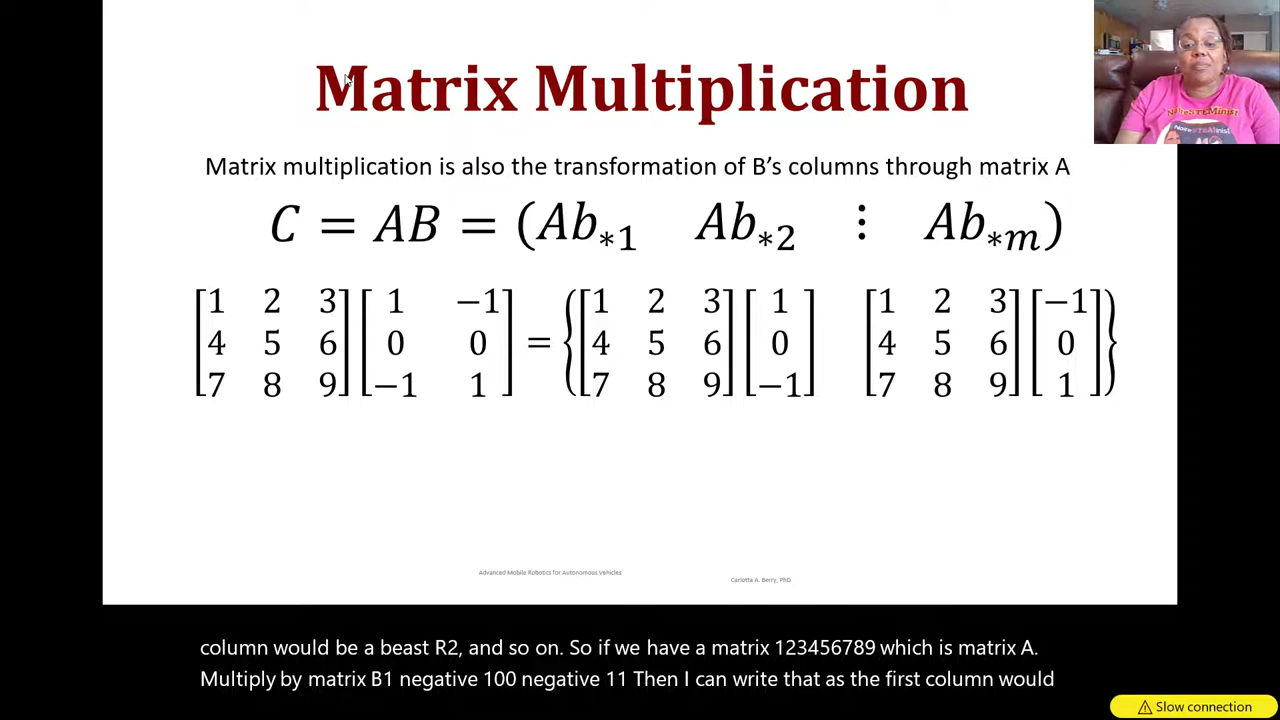 Matrix Multiplication
Matrix multiplication is also the transformation of B’s columns through matrix A
C = AB = (Ab∗1 Ab∗2 ⋮ Ab∗m)
[1 2 3] [1 −1] {[1 2 3] [1] [1 2 3] [−1]}
[4 5 6] [0 0] = {[4 5 6] [0] [4 5 6] [0]}
[7 8 9] [−1 1] {[7 8 9] [−1] [7 8 9] [1]}
Advanced Mobile Robotics for Autonomous Vehicles
Carlotta A. Berry, PhD
column would be a beast R2, and so on. So if we have a matrix 123456789 which is matrix A.
Multiply by matrix B1 negative 100 negative 11 Then I can write that as the first column would
Slow connection